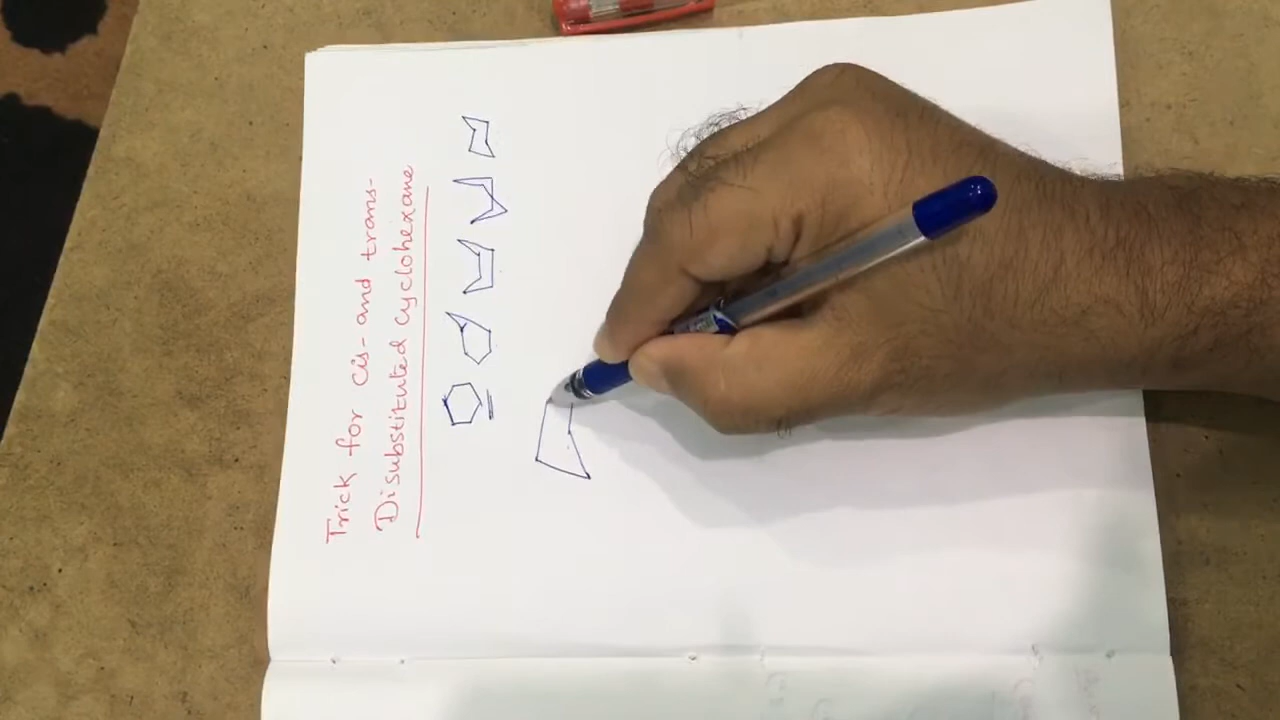 Trick for cis- and trans-
Disubstituted cyclohexane